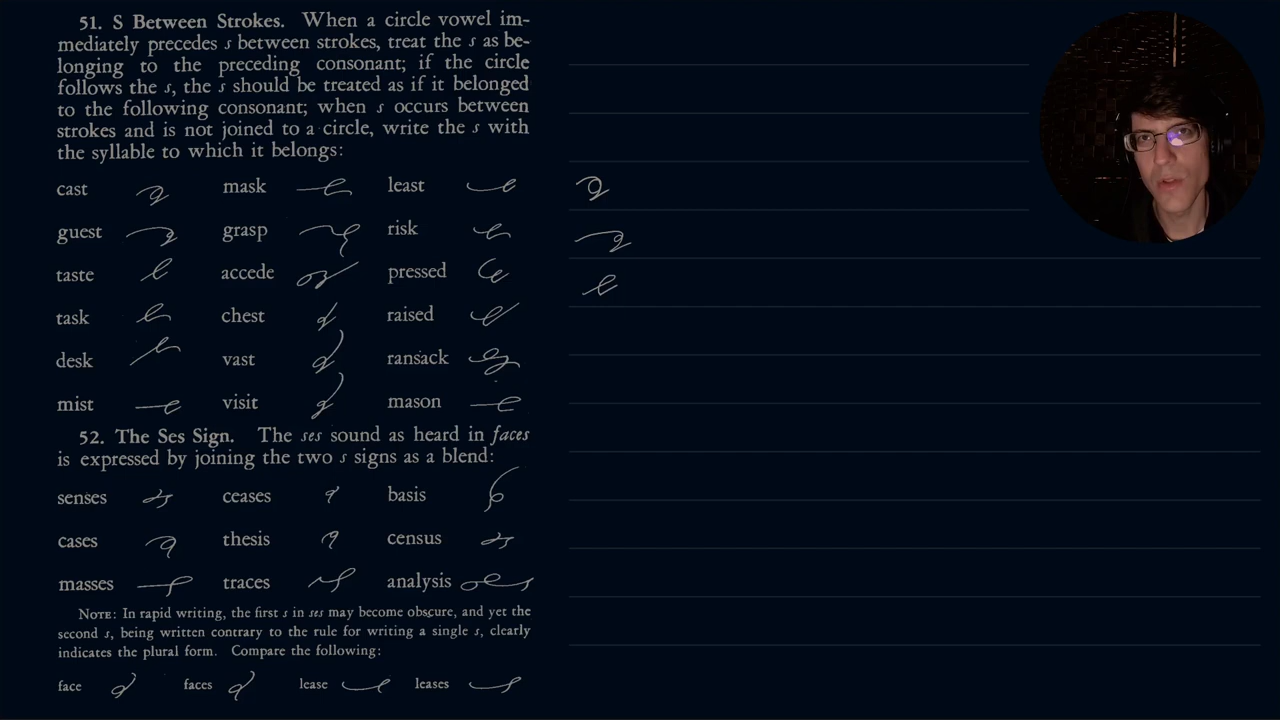 51. S Between Strokes. When a circle vowel im-
mediately precedes s between strokes, treat the s as be-
longing to the preceding consonant; if the circle
follows the s, the s should be treated as if it belonged
to the following consonant; when s occurs between
strokes and is not joined to a circle, write the s with
the syllable to which it belongs:
cast mask least
guest grasp risk
taste accede pressed
task chest raised
desk vast ransack
mist visit mason
52. The Ses Sign. The ses sound as heard in faces
is expressed by joining the two s signs as a blend:
senses ceases basis
cases thesis census
masses traces analysis
NOTE: In rapid writing, the first s in ses may become obscure, and yet the
second s, being written contrary to the rule for writing a single s, clearly
indicates the plural form. Compare the following:
face faces lease leases